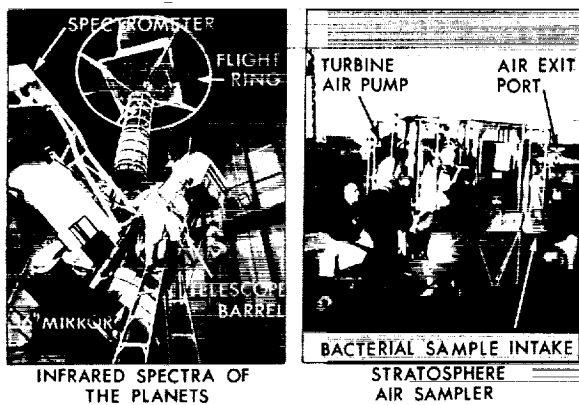 SPECTROMETER
FLIGHT
RING
TELESCOPE
BARREL
36"MIRROR
INFRARED SPECTRA OF
THE PLANETS
TURBINE
AIR PUMP
AIR EXIT
PORT
BACTERIAL SAMPLE INTAKE
STRATOSPHERE
AIR SAMPLER